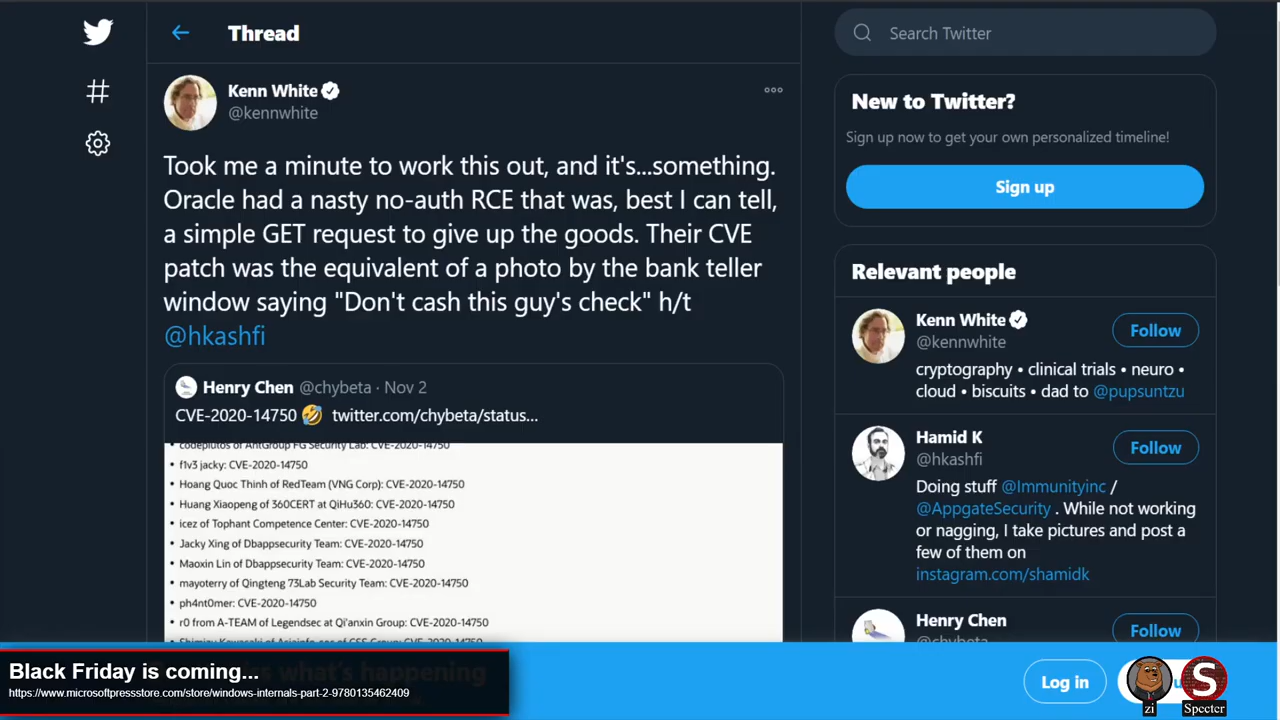 Thread
Search Twitter
Kenn White
@kennwhite
Took me a minute to work this out, and it's...something.
Oracle had a nasty no-auth RCE that was, best I can tell,
a simple GET request to give up the goods. Their CVE
patch was the equivalent of a photo by the bank teller
window saying "Don't cash this guy's check" h/t
@hkashfi
Henry Chen @chybeta · Nov 2
CVE-2020-14750 🤣 twitter.com/chybeta/status...
codeplutos of AntGroup FG Security Lab: CVE-2020-14750
• f1v3 jacky: CVE-2020-14750
• Hoang Quoc Thinh of RedTeam (VNG Corp): CVE-2020-14750
• Huang Xiaopeng of 360CERT at QiHu360: CVE-2020-14750
• icez of Tophant Competence Center: CVE-2020-14750
• Jacky Xing of Dbappsecurity Team: CVE-2020-14750
• Maoxin Lin of Dbappsecurity Team: CVE-2020-14750
• mayoterry of Qingteng 73Lab Security Team: CVE-2020-14750
• ph4nt0mer: CVE-2020-14750
• r0 from A-TEAM of Legendsec at Qi'anxin Group: CVE-2020-14750
New to Twitter?
Sign up now to get your own personalized timeline!
Sign up
Relevant people
Kenn White
@kennwhite
Follow
cryptography • clinical trials • neuro •
cloud • biscuits • dad to @pupsuntzu
Hamid K
@hkashfi
Follow
Doing stuff @Immunityinc /
@AppgateSecurity . While not working
or nagging, I take pictures and post a
few of them on
instagram.com/shamidk
Henry Chen
@chybeta
Follow
what's happening
Black Friday is coming...
https://www.microsoftpressstore.com/store/windows-internals-part-2-9780135462409
Log in
zi
S
Specter